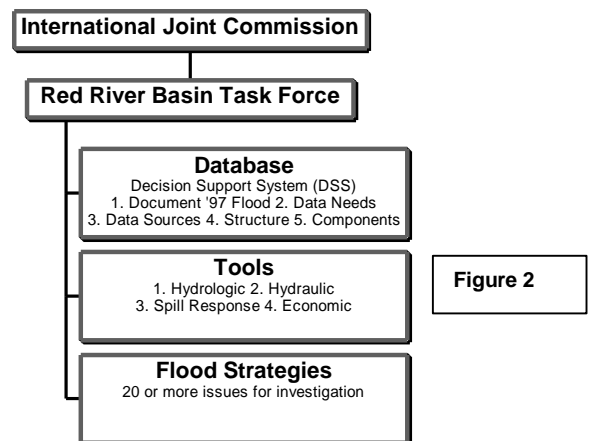 International Joint Commission
Red River Basin Task Force
Database
Decision Support System (DSS)
1. Document '97 Flood 2. Data Needs
3. Data Sources 4. Structure 5. Components
Tools
1. Hydrologic 2. Hydraulic
3. Spill Response 4. Economic
Figure 2
Flood Strategies
20 or more issues for investigation